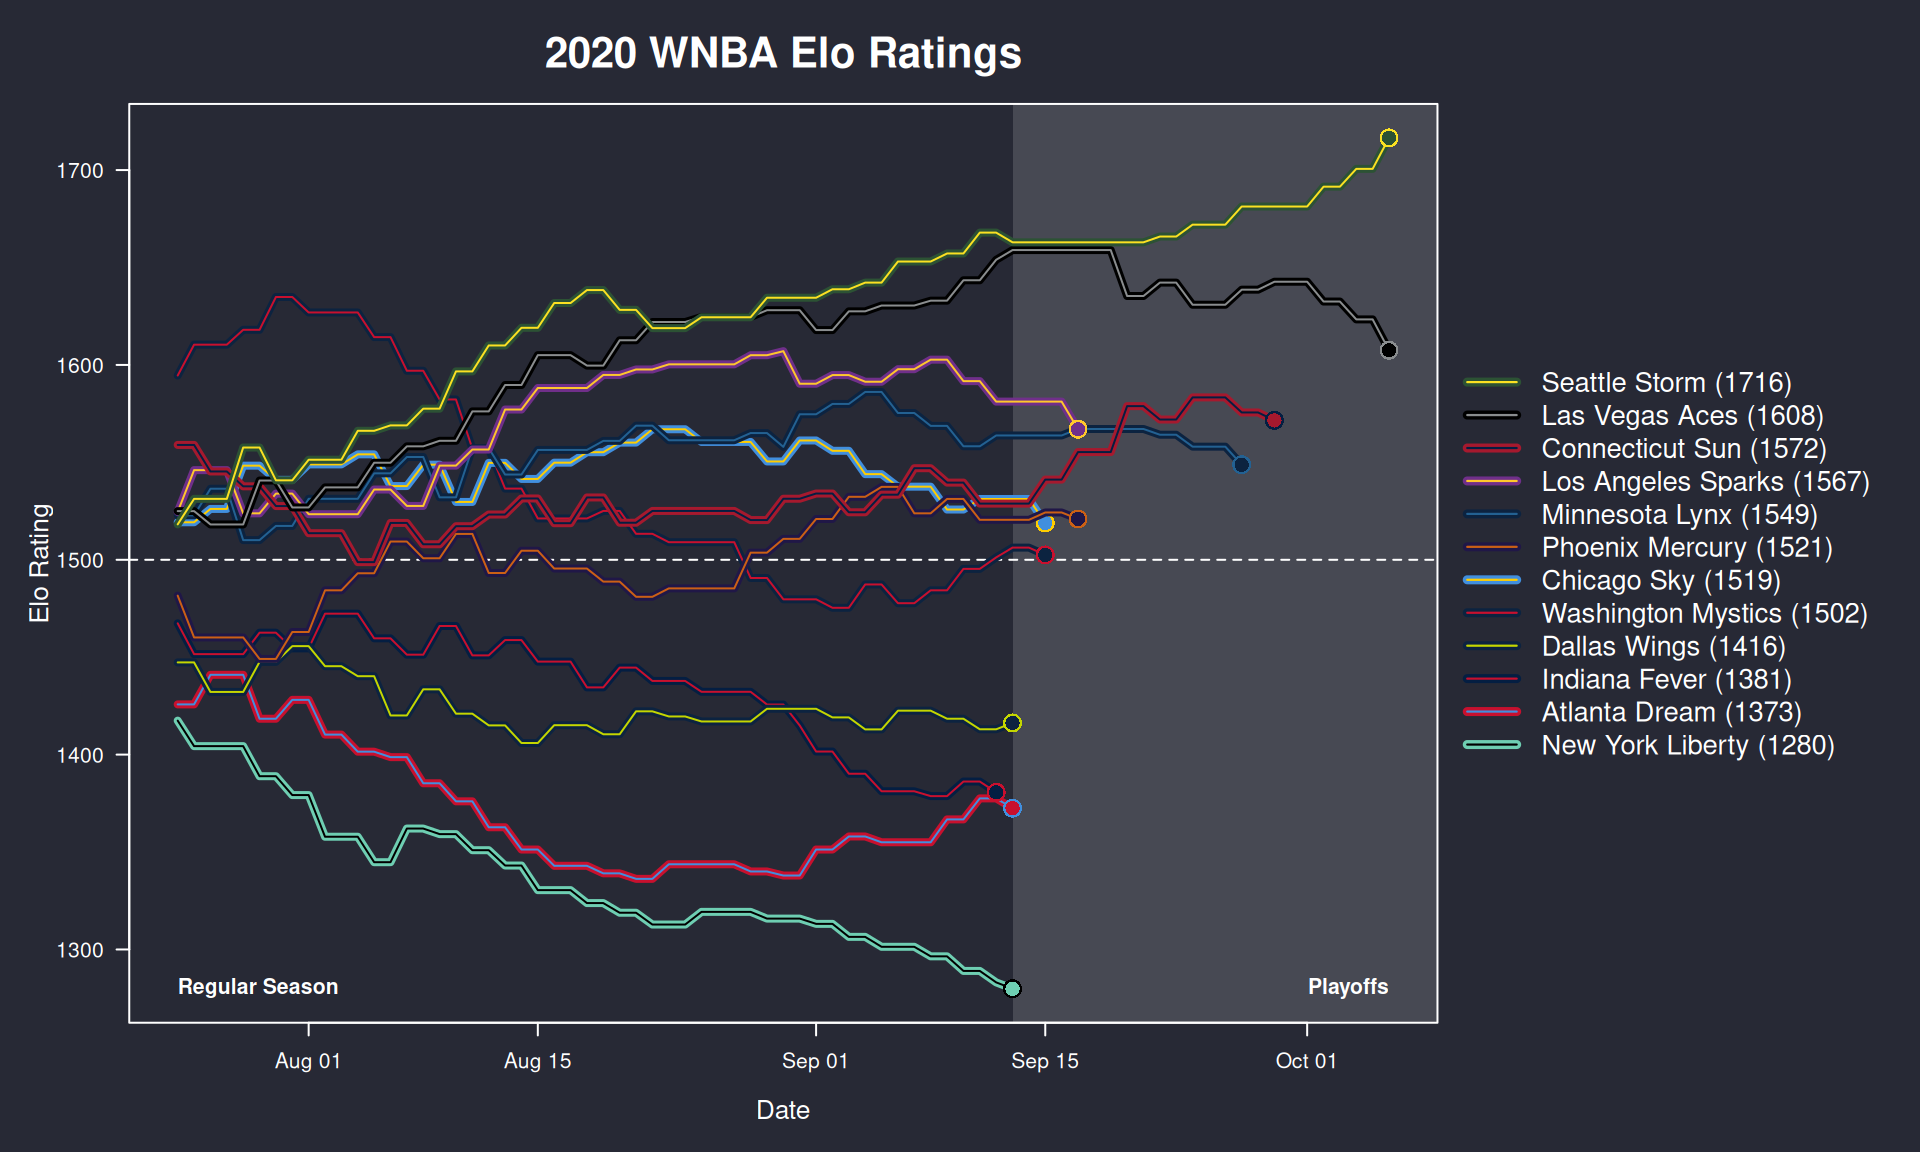 2020 WNBA Elo Ratings
Elo Rating
1700
1600
1500
1400
1300
Regular Season
Playoffs
Aug 01
Aug 15
Sep 01
Sep 15
Oct 01
Date
Seattle Storm (1716)
Las Vegas Aces (1608)
Connecticut Sun (1572)
Los Angeles Sparks (1567)
Minnesota Lynx (1549)
Phoenix Mercury (1521)
Chicago Sky (1519)
Washington Mystics (1502)
Dallas Wings (1416)
Indiana Fever (1381)
Atlanta Dream (1373)
New York Liberty (1280)